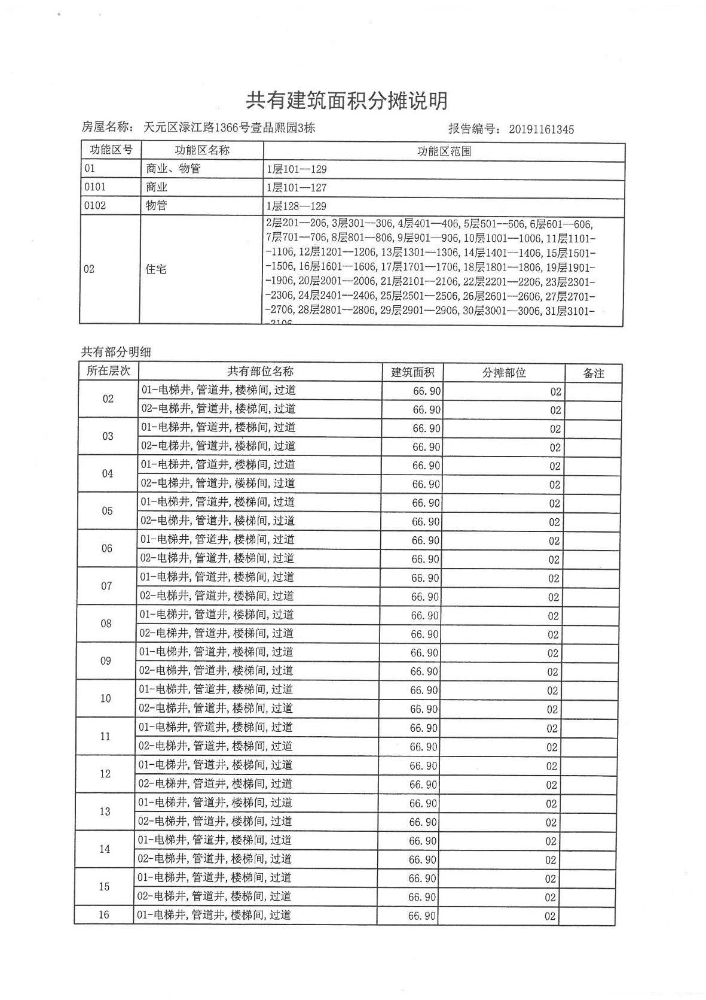 共有建筑面积分摊说明
房屋名称： 天元区渌江路1366号壹品熙园3栋 报告编号： 20191161345
功能区号 功能区名称 功能区范围
01 商业、物管 1层101—129
0101 商业 1层101—127
0102 物管 1层128—129
2层201—206, 3层301—306, 4层401—406, 5层501—506, 6层601—606,
7层701—706, 8层801—806, 9层901—906, 10层1001—1006, 11层1101-
-1106, 12层1201—1206, 13层1301—1306, 14层1401—1406, 15层1501-
02 住宅 -1506, 16层1601—1606, 17层1701—1706, 18层1801—1806, 19层1901-
-1906, 20层2001—2006, 21层2101—2106, 22层2201—2206, 23层2301-
-2306, 24层2401—2406, 25层2501—2506, 26层2601—2606, 27层2701-
-2706, 28层2801—2806, 29层2901—2906, 30层3001—3006, 31层3101-
-3106
共有部分明细
所在层次 共有部位名称 建筑面积 分摊部位 备注
02 01-电梯井, 管道井, 楼梯间, 过道 66.90 02
02-电梯井, 管道井, 楼梯间, 过道 66.90 02
03 01-电梯井, 管道井, 楼梯间, 过道 66.90 02
02-电梯井, 管道井, 楼梯间, 过道 66.90 02
04 01-电梯井, 管道井, 楼梯间, 过道 66.90 02
02-电梯井, 管道井, 楼梯间, 过道 66.90 02
05 01-电梯井, 管道井, 楼梯间, 过道 66.90 02
02-电梯井, 管道井, 楼梯间, 过道 66.90 02
06 01-电梯井, 管道井, 楼梯间, 过道 66.90 02
02-电梯井, 管道井, 楼梯间, 过道 66.90 02
07 01-电梯井, 管道井, 楼梯间, 过道 66.90 02
02-电梯井, 管道井, 楼梯间, 过道 66.90 02
08 01-电梯井, 管道井, 楼梯间, 过道 66.90 02
02-电梯井, 管道井, 楼梯间, 过道 66.90 02
09 01-电梯井, 管道井, 楼梯间, 过道 66.90 02
02-电梯井, 管道井, 楼梯间, 过道 66.90 02
10 01-电梯井, 管道井, 楼梯间, 过道 66.90 02
02-电梯井, 管道井, 楼梯间, 过道 66.90 02
11 01-电梯井, 管道井, 楼梯间, 过道 66.90 02
02-电梯井, 管道井, 楼梯间, 过道 66.90 02
12 01-电梯井, 管道井, 楼梯间, 过道 66.90 02
02-电梯井, 管道井, 楼梯间, 过道 66.90 02
13 01-电梯井, 管道井, 楼梯间, 过道 66.90 02
02-电梯井, 管道井, 楼梯间, 过道 66.90 02
14 01-电梯井, 管道井, 楼梯间, 过道 66.90 02
02-电梯井, 管道井, 楼梯间, 过道 66.90 02
15 01-电梯井, 管道井, 楼梯间, 过道 66.90 02
02-电梯井, 管道井, 楼梯间, 过道 66.90 02
16 01-电梯井, 管道井, 楼梯间, 过道 66.90 02